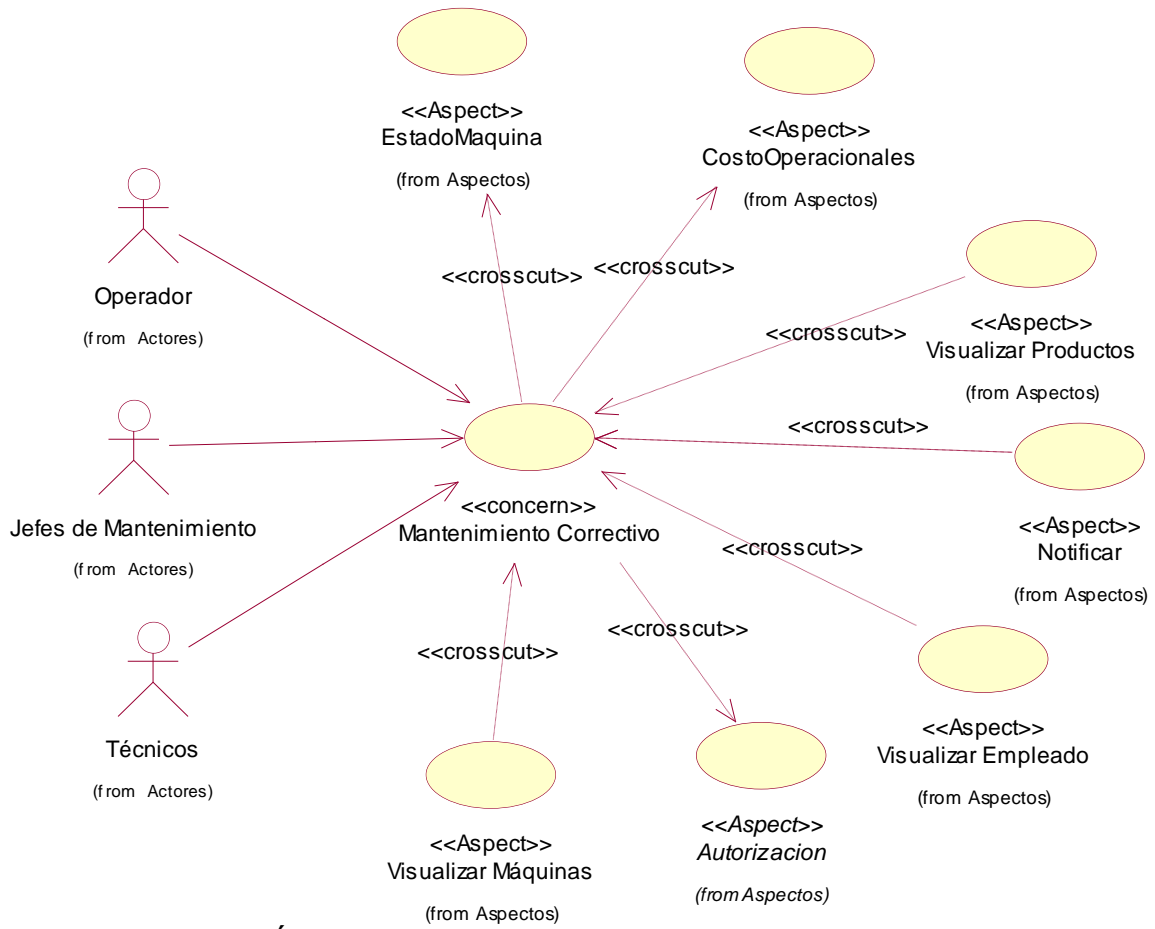 <<Aspect>>
EstadoMaquina
(from Aspectos)
<<Aspect>>
CostoOperacionales
(from Aspectos)
<<crosscut>>
<<crosscut>>
Operador
(from Actores)
<<crosscut>>
<<Aspect>>
Visualizar Productos
(from Aspectos)
<<crosscut>>
Jefes de Mantenimiento
(from Actores)
<<concern>>
Mantenimiento Correctivo
<<Aspect>>
Notificar
(from Aspectos)
<<crosscut>>
<<crosscut>>
<<crosscut>>
Técnicos
(from Actores)
<<Aspect>>
Visualizar Empleado
(from Aspectos)
<<Aspect>>
Visualizar Máquinas
(from Aspectos)
<<Aspect>>
Autorizacion
(from Aspectos)